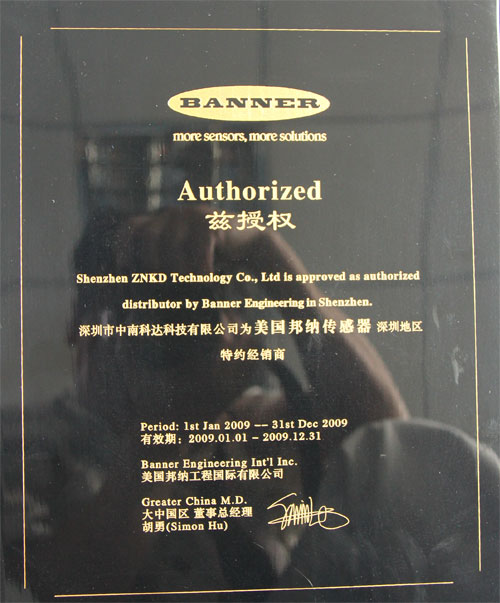 BANNER
more sensors, more solutions
Authorized
兹授权
Shenzhen ZNKD Technology Co., Ltd is approved as authorized
distributor by Banner Engineering in Shenzhen.
深圳市中南科达科技有限公司为美国邦纳传感器 深圳地区
特约经销商
Period: 1st Jan 2009 -- 31st Dec 2009
有效期: 2009.01.01 - 2009.12.31
Banner Engineering Int'l Inc.
美国邦纳工程国际有限公司
Greater China M.D.
大中国区 董事总经理
胡勇(Simon Hu)